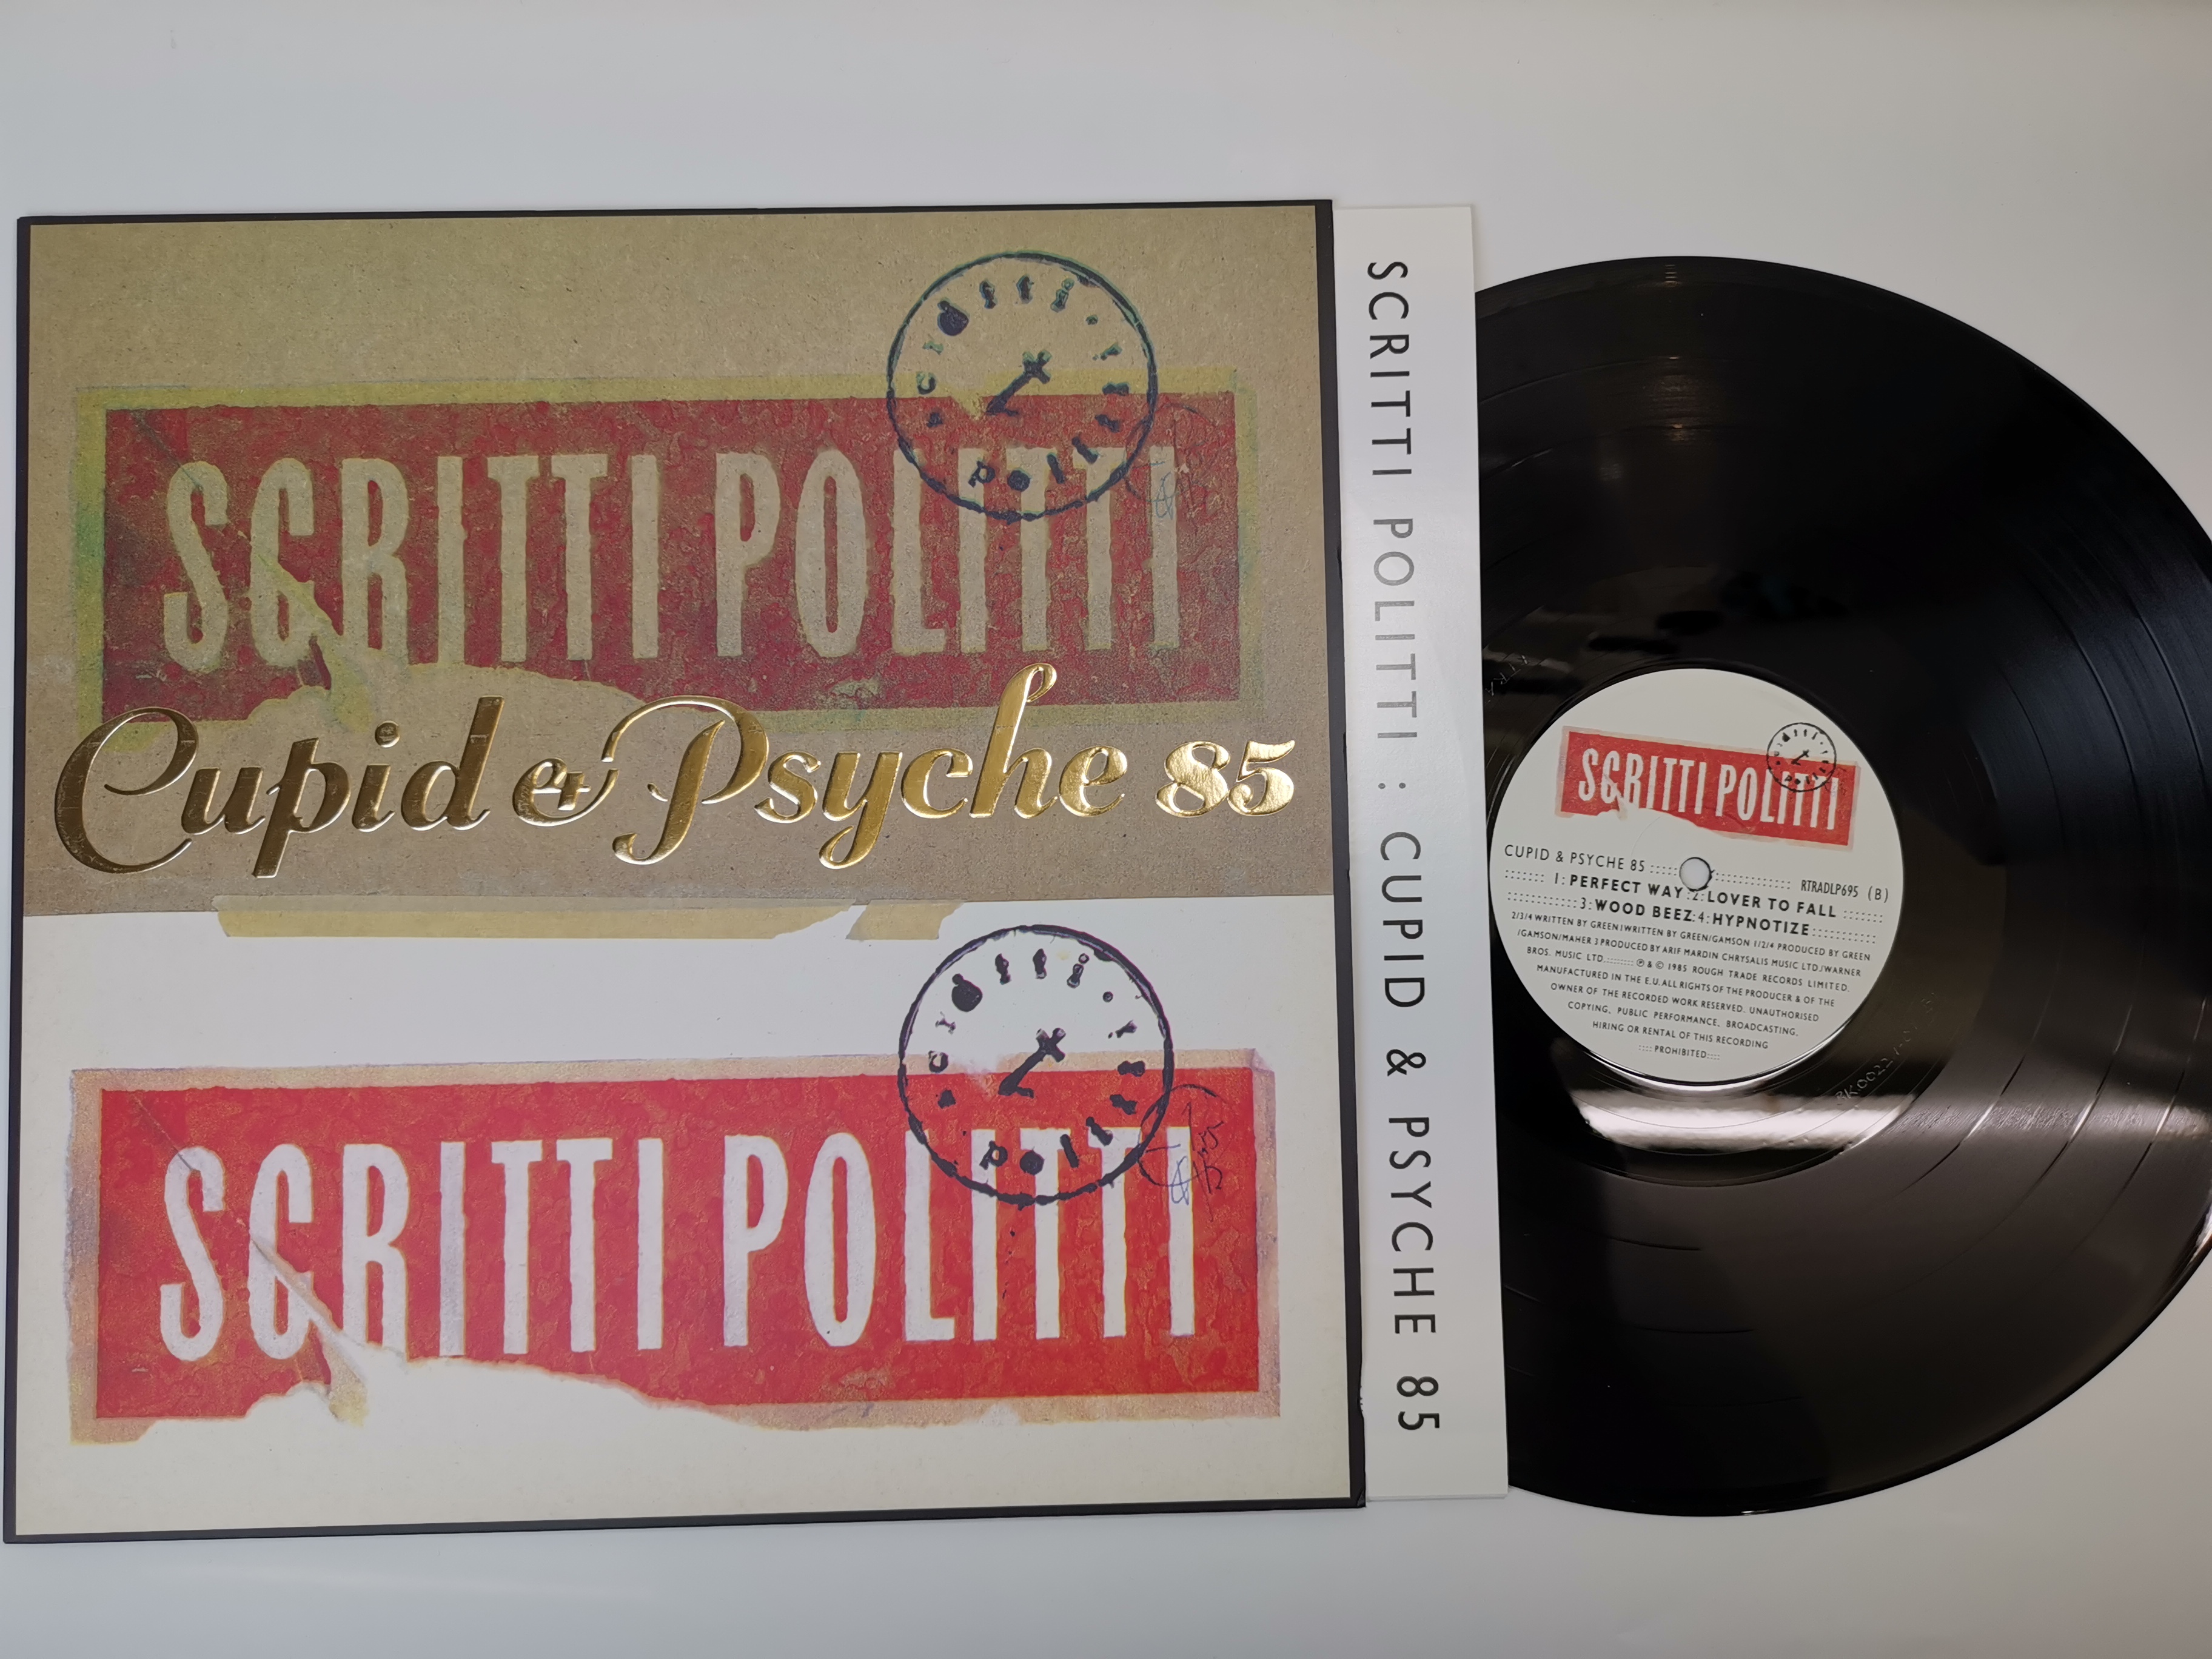 SCRITTI POLITTI
scritti.politti
Cupid & Psyche 85
SCRITTI POLITTI
scritti.politti
SCRITTI POLITTI : CUPID & PSYCHE 85
SCRITTI POLITTI
CUPID & PSYCHE 85 :::::: :::::::::::: RTRADLP695 (B)
::::::: 1: PERFECT WAY :2: LOVER TO FALL :::::::
::::::::::::: 3: WOOD BEEZ: 4: HYPNOTIZE ::::::::::::
2/3/4 WRITTEN BY GREEN 1 WRITTEN BY GREEN/GAMSON 1/2/4 PRODUCED BY GREEN
/GAMSON/MAHER 3 PRODUCED BY ARIF MARDIN CHRYSALIS MUSIC LTD./WARNER
BROS. MUSIC LTD.::::::::: ℗ & © 1985 ROUGH TRADE RECORDS LIMITED.
MANUFACTURED IN THE E.U. ALL RIGHTS OF THE PRODUCER & OF THE
OWNER OF THE RECORDED WORK RESERVED. UNAUTHORISED
COPYING, PUBLIC PERFORMANCE, BROADCASTING,
HIRING OR RENTAL OF THIS RECORDING
:::: PROHIBITED::::